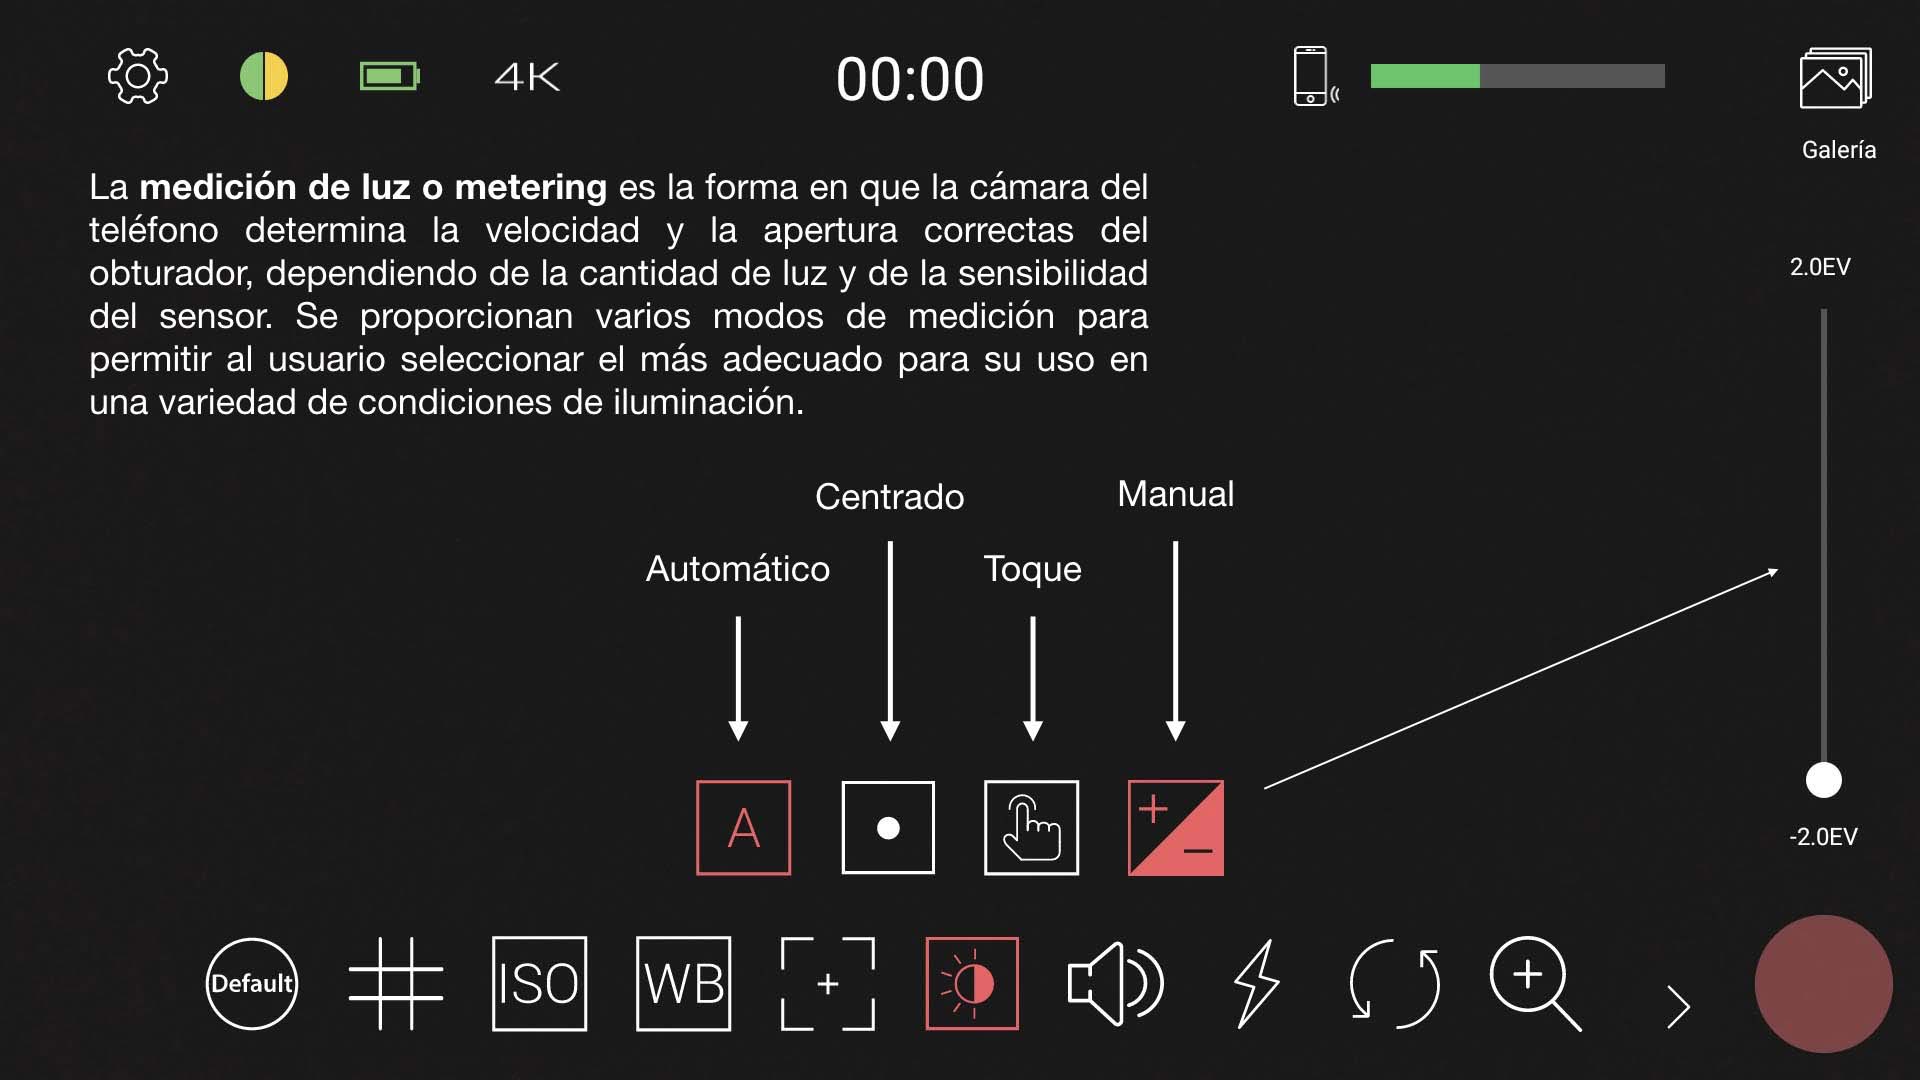 4K
00:00
Galería
La medición de luz o metering es la forma en que la cámara del
teléfono determina la velocidad y la apertura correctas del
obturador, dependiendo de la cantidad de luz y de la sensibilidad
del sensor. Se proporcionan varios modos de medición para
permitir al usuario seleccionar el más adecuado para su uso en
una variedad de condiciones de iluminación.
2.0EV
Centrado
Manual
Automático
Toque
A
-2.0EV
Default
ISO
WB